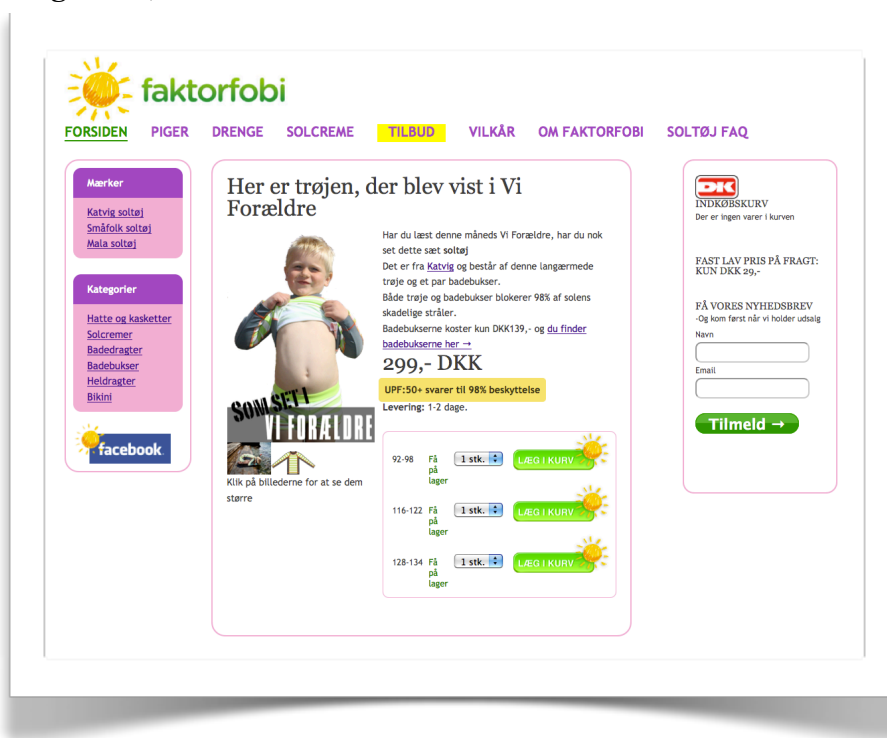 faktorfobi
FORSIDEN PIGER DRENGE SOLCREME TILBUD VILKÅR OM FAKTORFOBI SOLTØJ FAQ
Mærker
Katvig soltøj
Småfolk soltøj
Mala soltøj
Kategorier
Hatte og kasketter
Solcremer
Badedragter
Badebukser
Heldragter
Bikini
facebook
Her er trøjen, der blev vist i Vi
Forældre
SOM SET I
VI FORÆLDRE
Klik på billederne for at se dem
større
Har du læst denne måneds Vi Forældre, har du nok
set dette sæt soltøj
Det er fra Katvig og består af denne langærmede
trøje og et par badebukser.
Både trøje og badebukser blokerer 98% af solens
skadelige stråler.
Badebukserne koster kun DKK139,- og du finder
badebukserne her →
299,- DKK
UPF:50+ svarer til 98% beskyttelse
Levering: 1-2 dage.
92-98 Få på lager 1 stk. LÆG I KURV
116-122 Få på lager 1 stk. LÆG I KURV
128-134 Få på lager 1 stk. LÆG I KURV
DK
INDKØBSKURV
Der er ingen varer i kurven
FAST LAV PRIS PÅ FRAGT:
KUN DKK 29,-
FÅ VORES NYHEDSBREV
-Og kom først når vi holder udsalg
Navn
Email
Tilmeld →